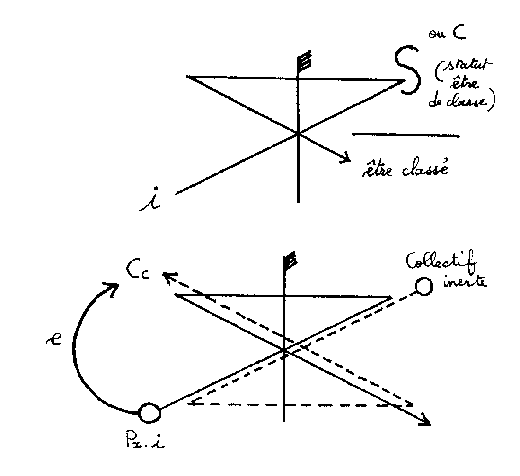 ou C
S
(statut
être
de classe)
être classé
i
Collectif
inerte
Cc
e
Px.i